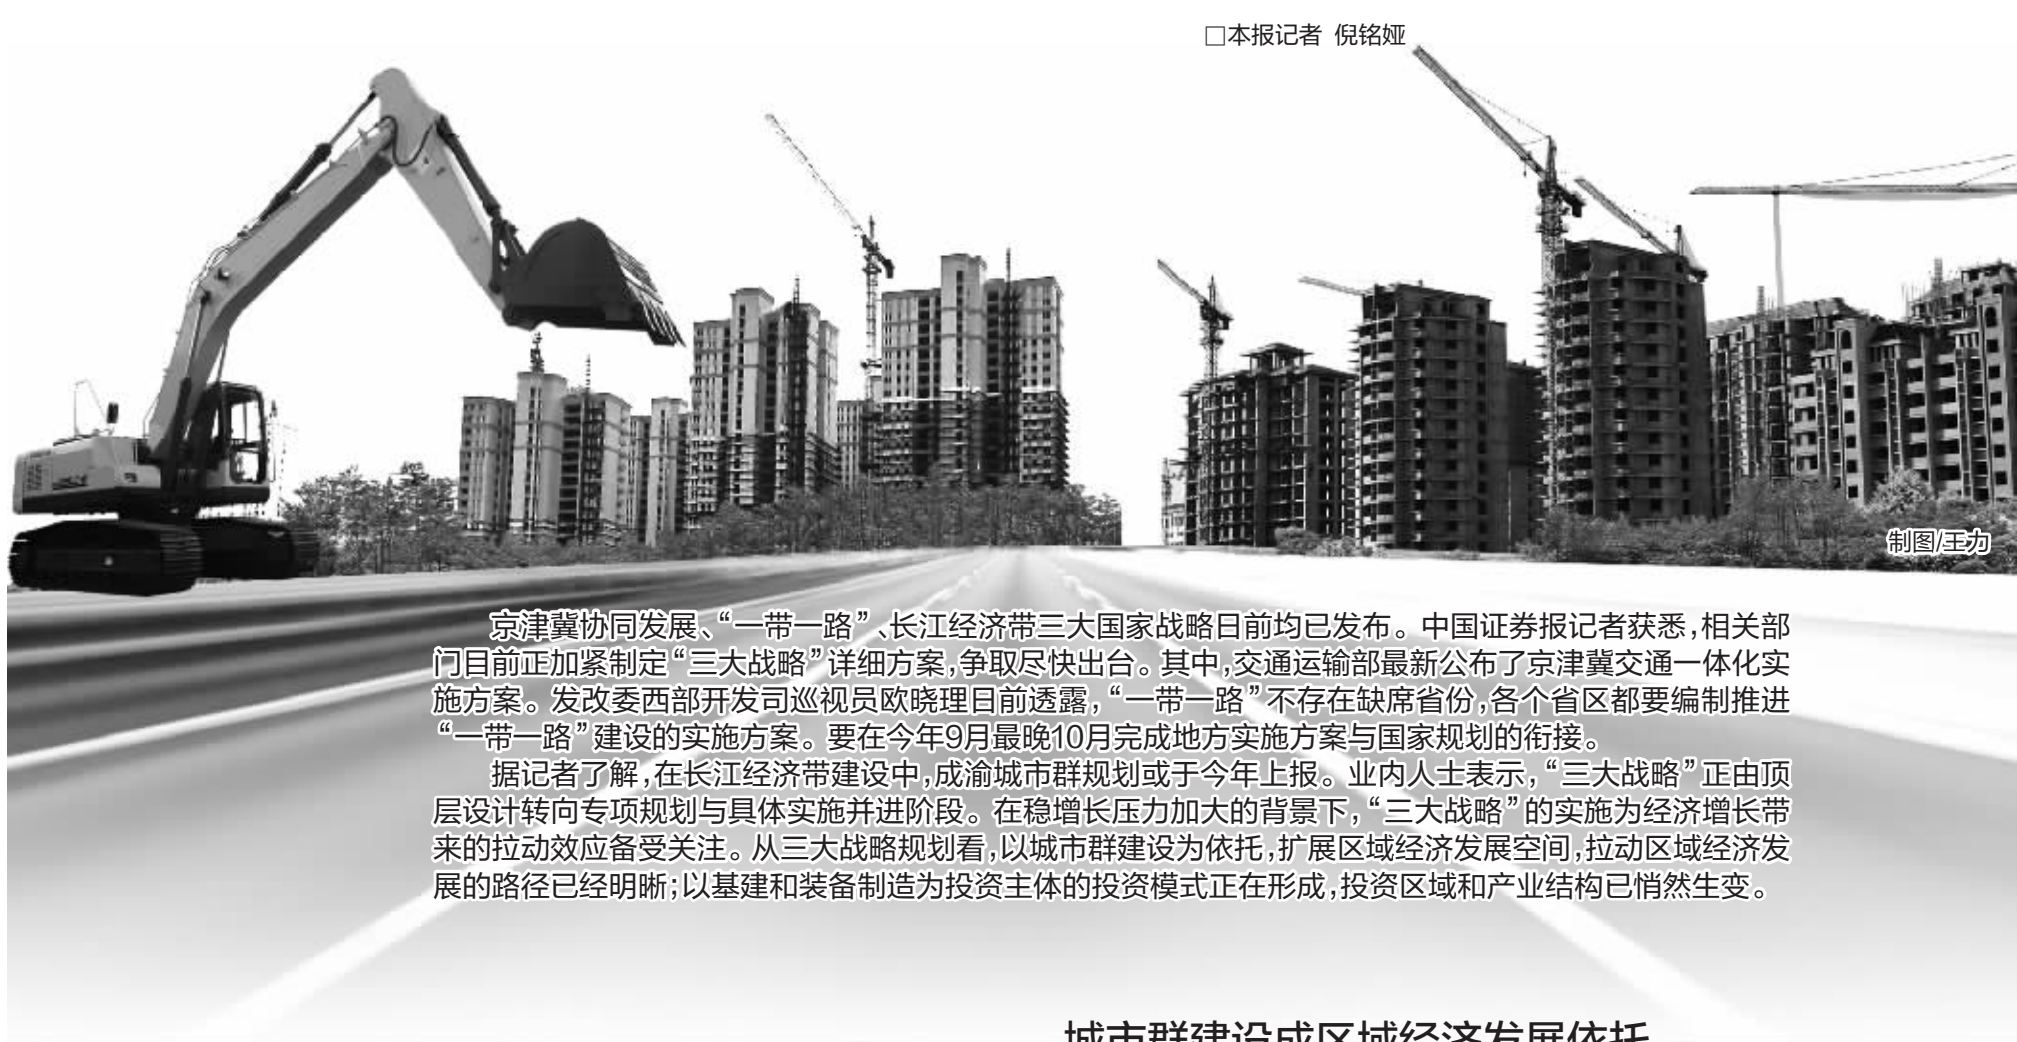 □本报记者 倪铭娅
制图/王力
京津冀协同发展、“一带一路”、长江经济带三大国家战略日前均已发布。中国证券报记者获悉,相关部
门目前正加紧制定“三大战略”详细方案,争取尽快出台。其中,交通运输部最新公布了京津冀交通一体化实
施方案。发改委西部开发司巡视员欧晓理日前透露,“一带一路”不存在缺席省份,各个省区都要编制推进
“一带一路”建设的实施方案。要在今年9月最晚10月完成地方实施方案与国家规划的衔接。
据记者了解,在长江经济带建设中,成渝城市群规划或于今年上报。业内人士表示,“三大战略”正由顶
层设计转向专项规划与具体实施并进阶段。在稳增长压力加大的背景下,“三大战略”的实施为经济增长带
来的拉动效应备受关注。从三大战略规划看,以城市群建设为依托,扩展区域经济发展空间,拉动区域经济发
展的路径已经明晰;以基建和装备制造为投资主体的投资模式正在形成,投资区域和产业结构已悄然生变。
城市群建设成区域经济发展依托